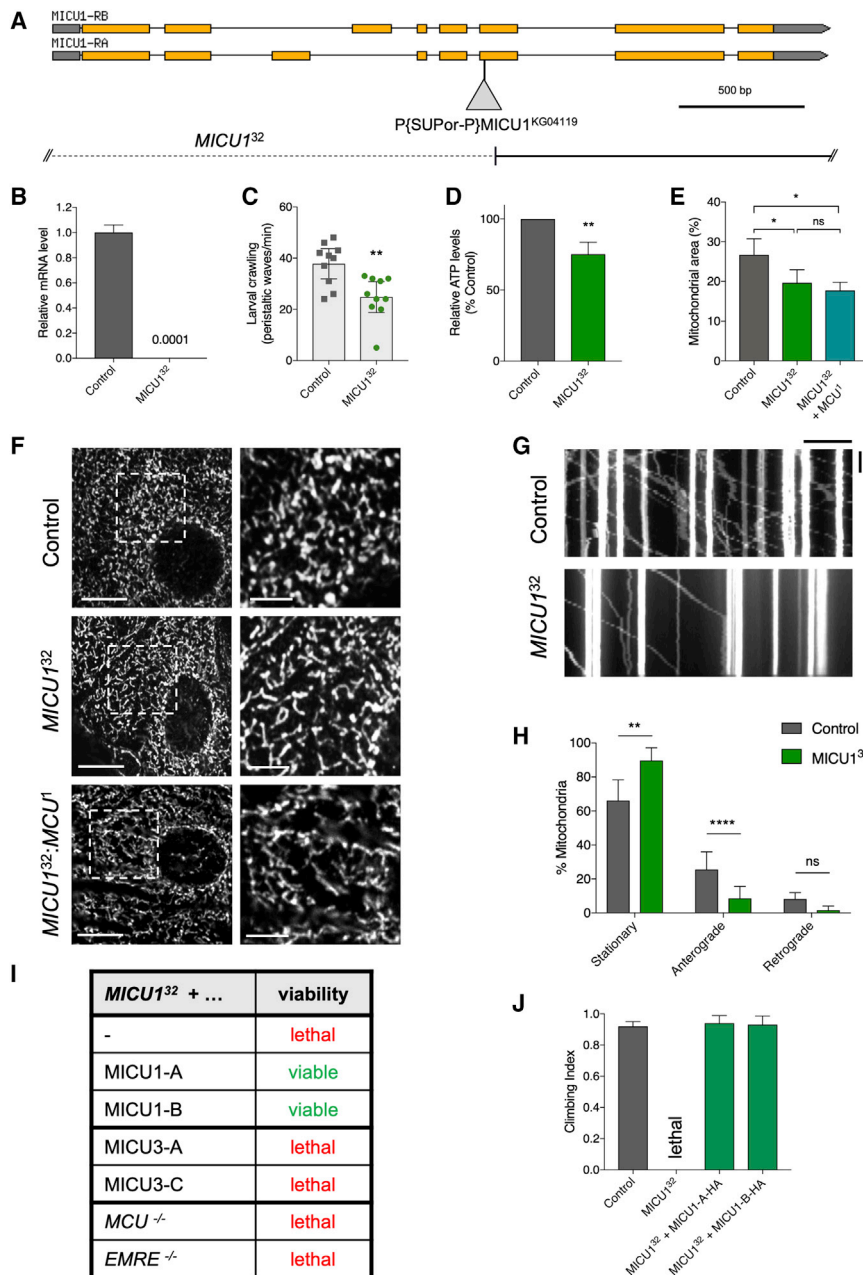 A
MICU1-RB
MICU1-RA
500 bp
P{SUPor-P}MICU1KG04119
MICU132
B
Relative mRNA level
1.2
1.0
0.8
0.6
0.4
0.2
0.0
0.0001
Control
MICU132
C
Larval crawling
(peristaltic waves/min)
60
40
20
0
**
Control
MICU132
D
Relative ATP levels
(% Control)
100
50
0
**
Control
MICU132
E
Mitochondrial area (%)
40
30
20
10
0
*
*
ns
Control
MICU132
MICU132
+ MCU1
F
Control
MICU132
MICU132;MCU1
G
Control
MICU132
H
% Mitochondria
100
80
60
40
20
0
**
****
ns
Control
MICU13
Stationary
Anterograde
Retrograde
I
MICU132 + ... viability
- lethal
MICU1-A viable
MICU1-B viable
MICU3-A lethal
MICU3-C lethal
MCU -/- lethal
EMRE -/- lethal
J
Climbing Index
1.0
0.8
0.6
0.4
0.2
0.0
lethal
Control
MICU132
MICU132 + MICU1-A-HA
MICU132 + MICU1-B-HA